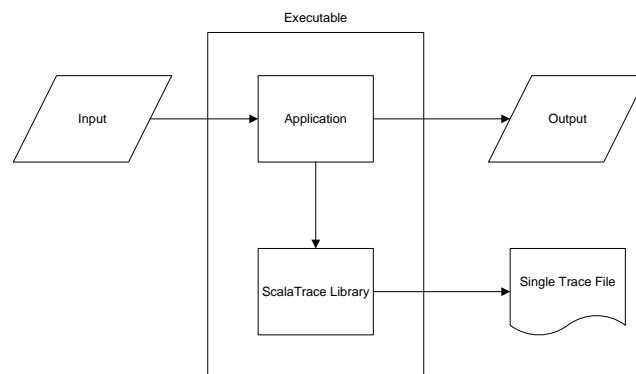 Executable
Input
Application
Output
ScalaTrace Library
Single Trace File